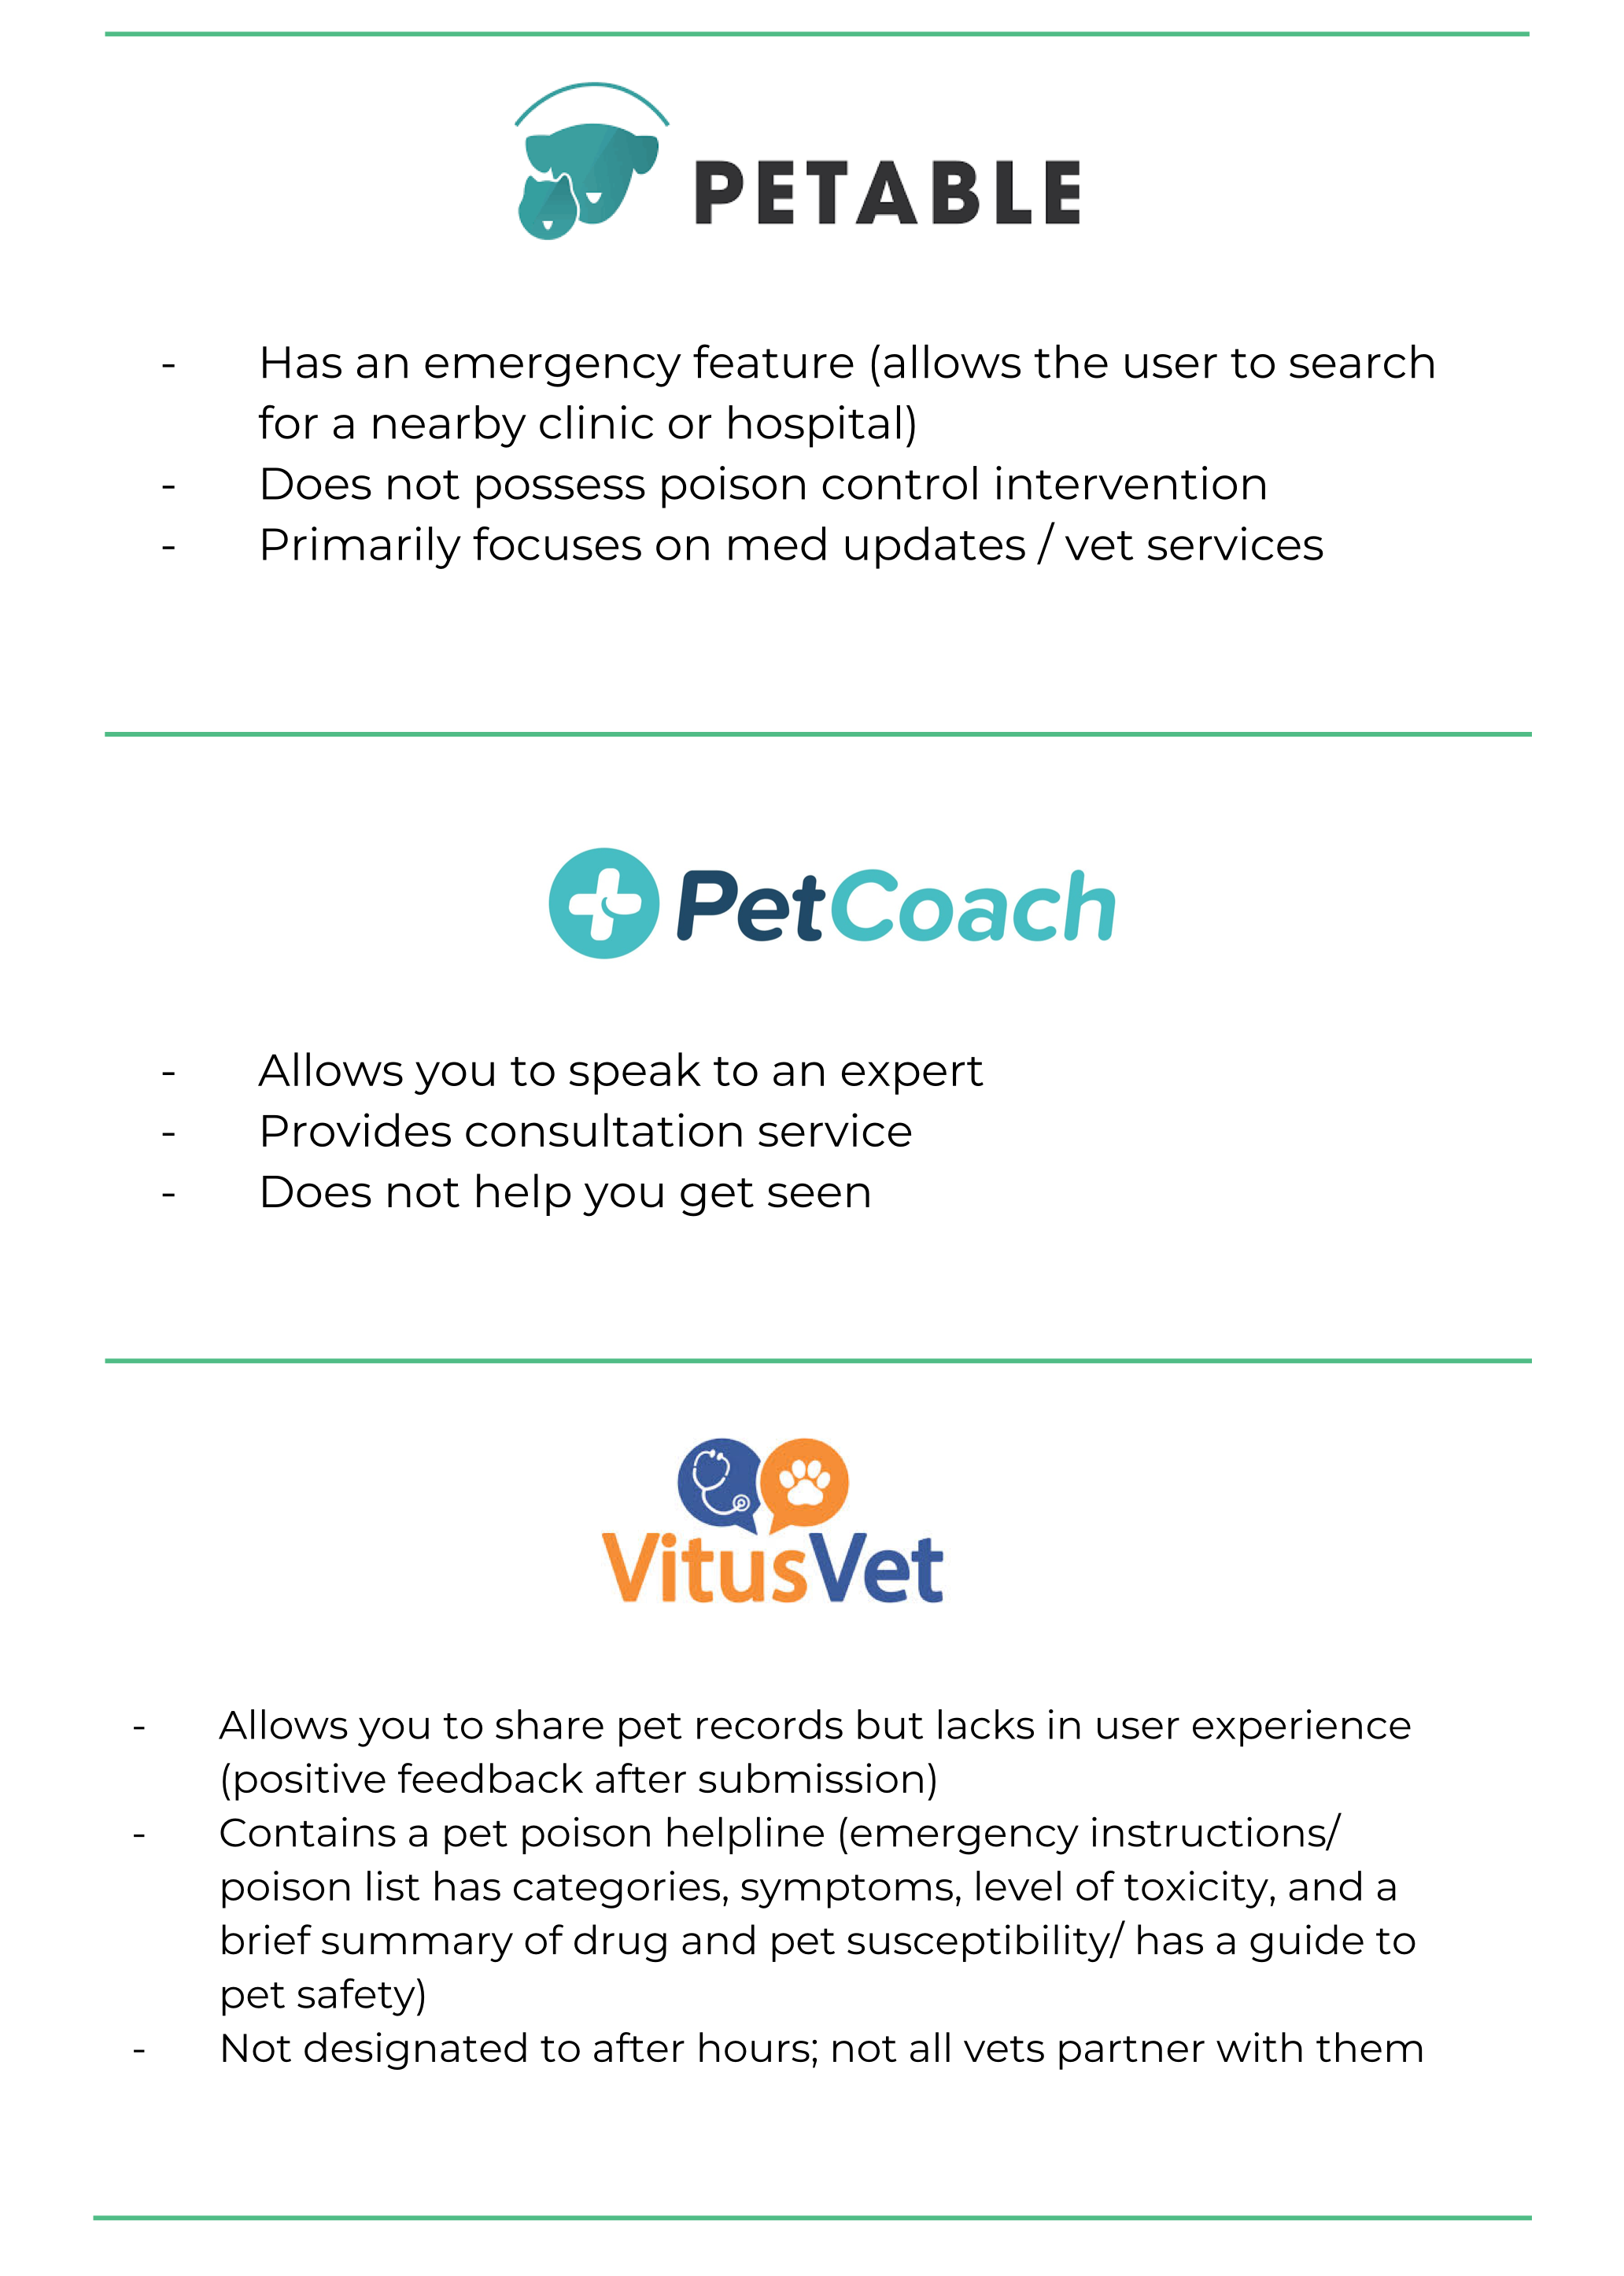 PETABLE
- Has an emergency feature (allows the user to search
for a nearby clinic or hospital)
- Does not possess poison control intervention
- Primarily focuses on med updates / vet services
PetCoach
- Allows you to speak to an expert
- Provides consultation service
- Does not help you get seen
VitusVet
- Allows you to share pet records but lacks in user experience
(positive feedback after submission)
- Contains a pet poison helpline (emergency instructions/
poison list has categories, symptoms, level of toxicity, and a
brief summary of drug and pet susceptibility/ has a guide to
pet safety)
- Not designated to after hours; not all vets partner with them